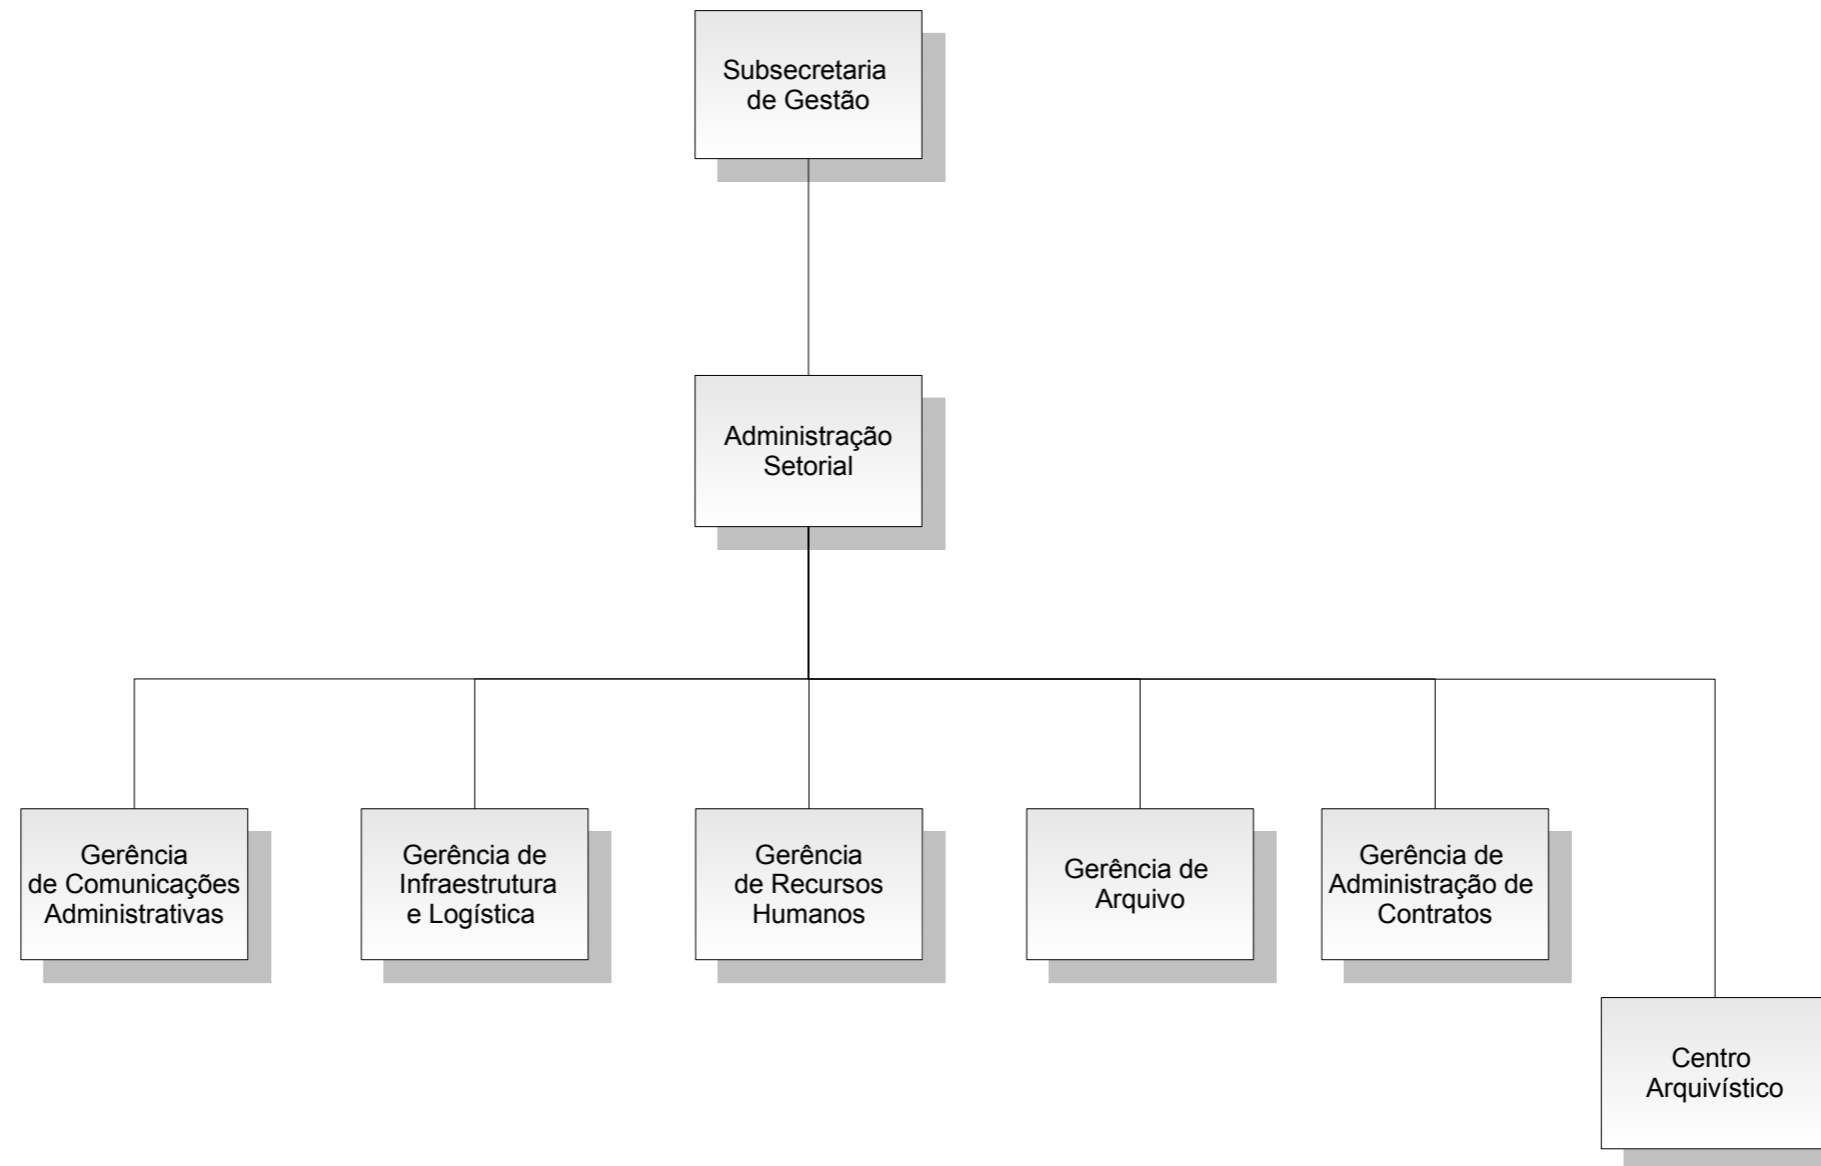 Subsecretaria
de Gestão
Administração
Setorial
Gerência
de Comunicações
Administrativas
Gerência de
Infraestrutura
e Logística
Gerência
de Recursos
Humanos
Gerência de
Arquivo
Gerência de
Administração de
Contratos
Centro
Arquivístico